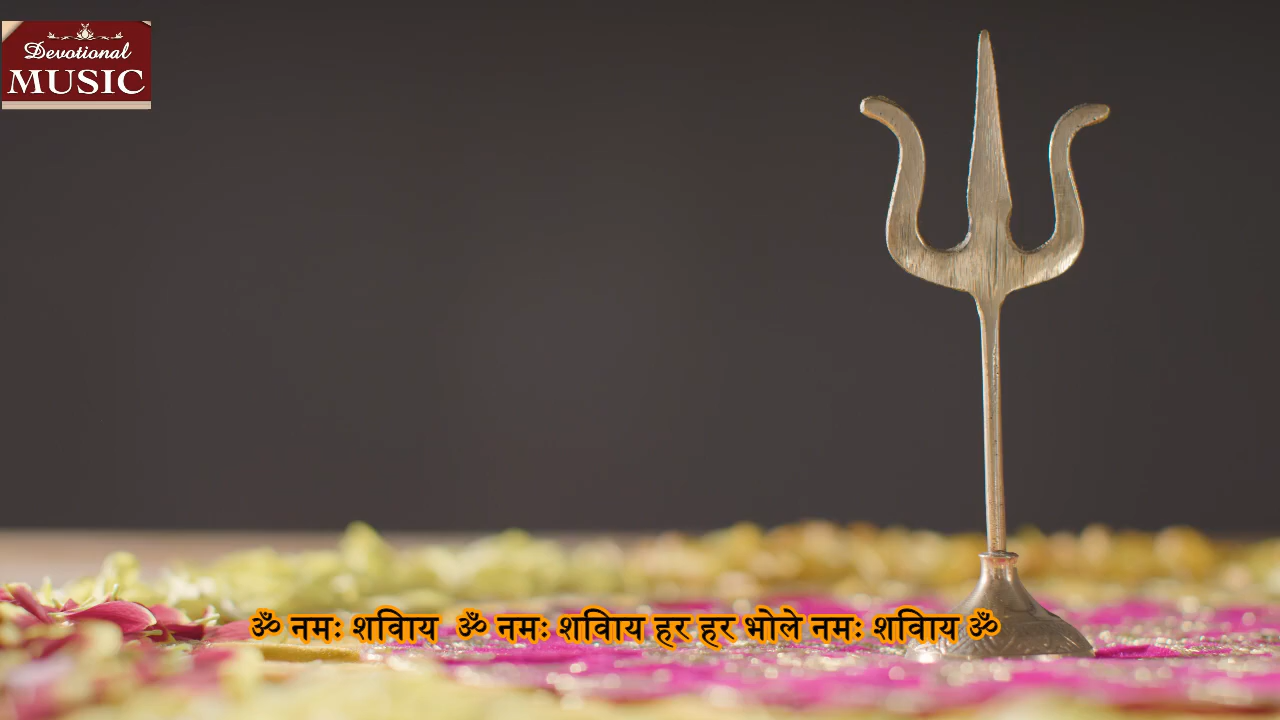 Devotional
MUSIC
ॐ नमः शविाय ॐ नमः शविाय हर हर भोले नमः शविाय ॐ